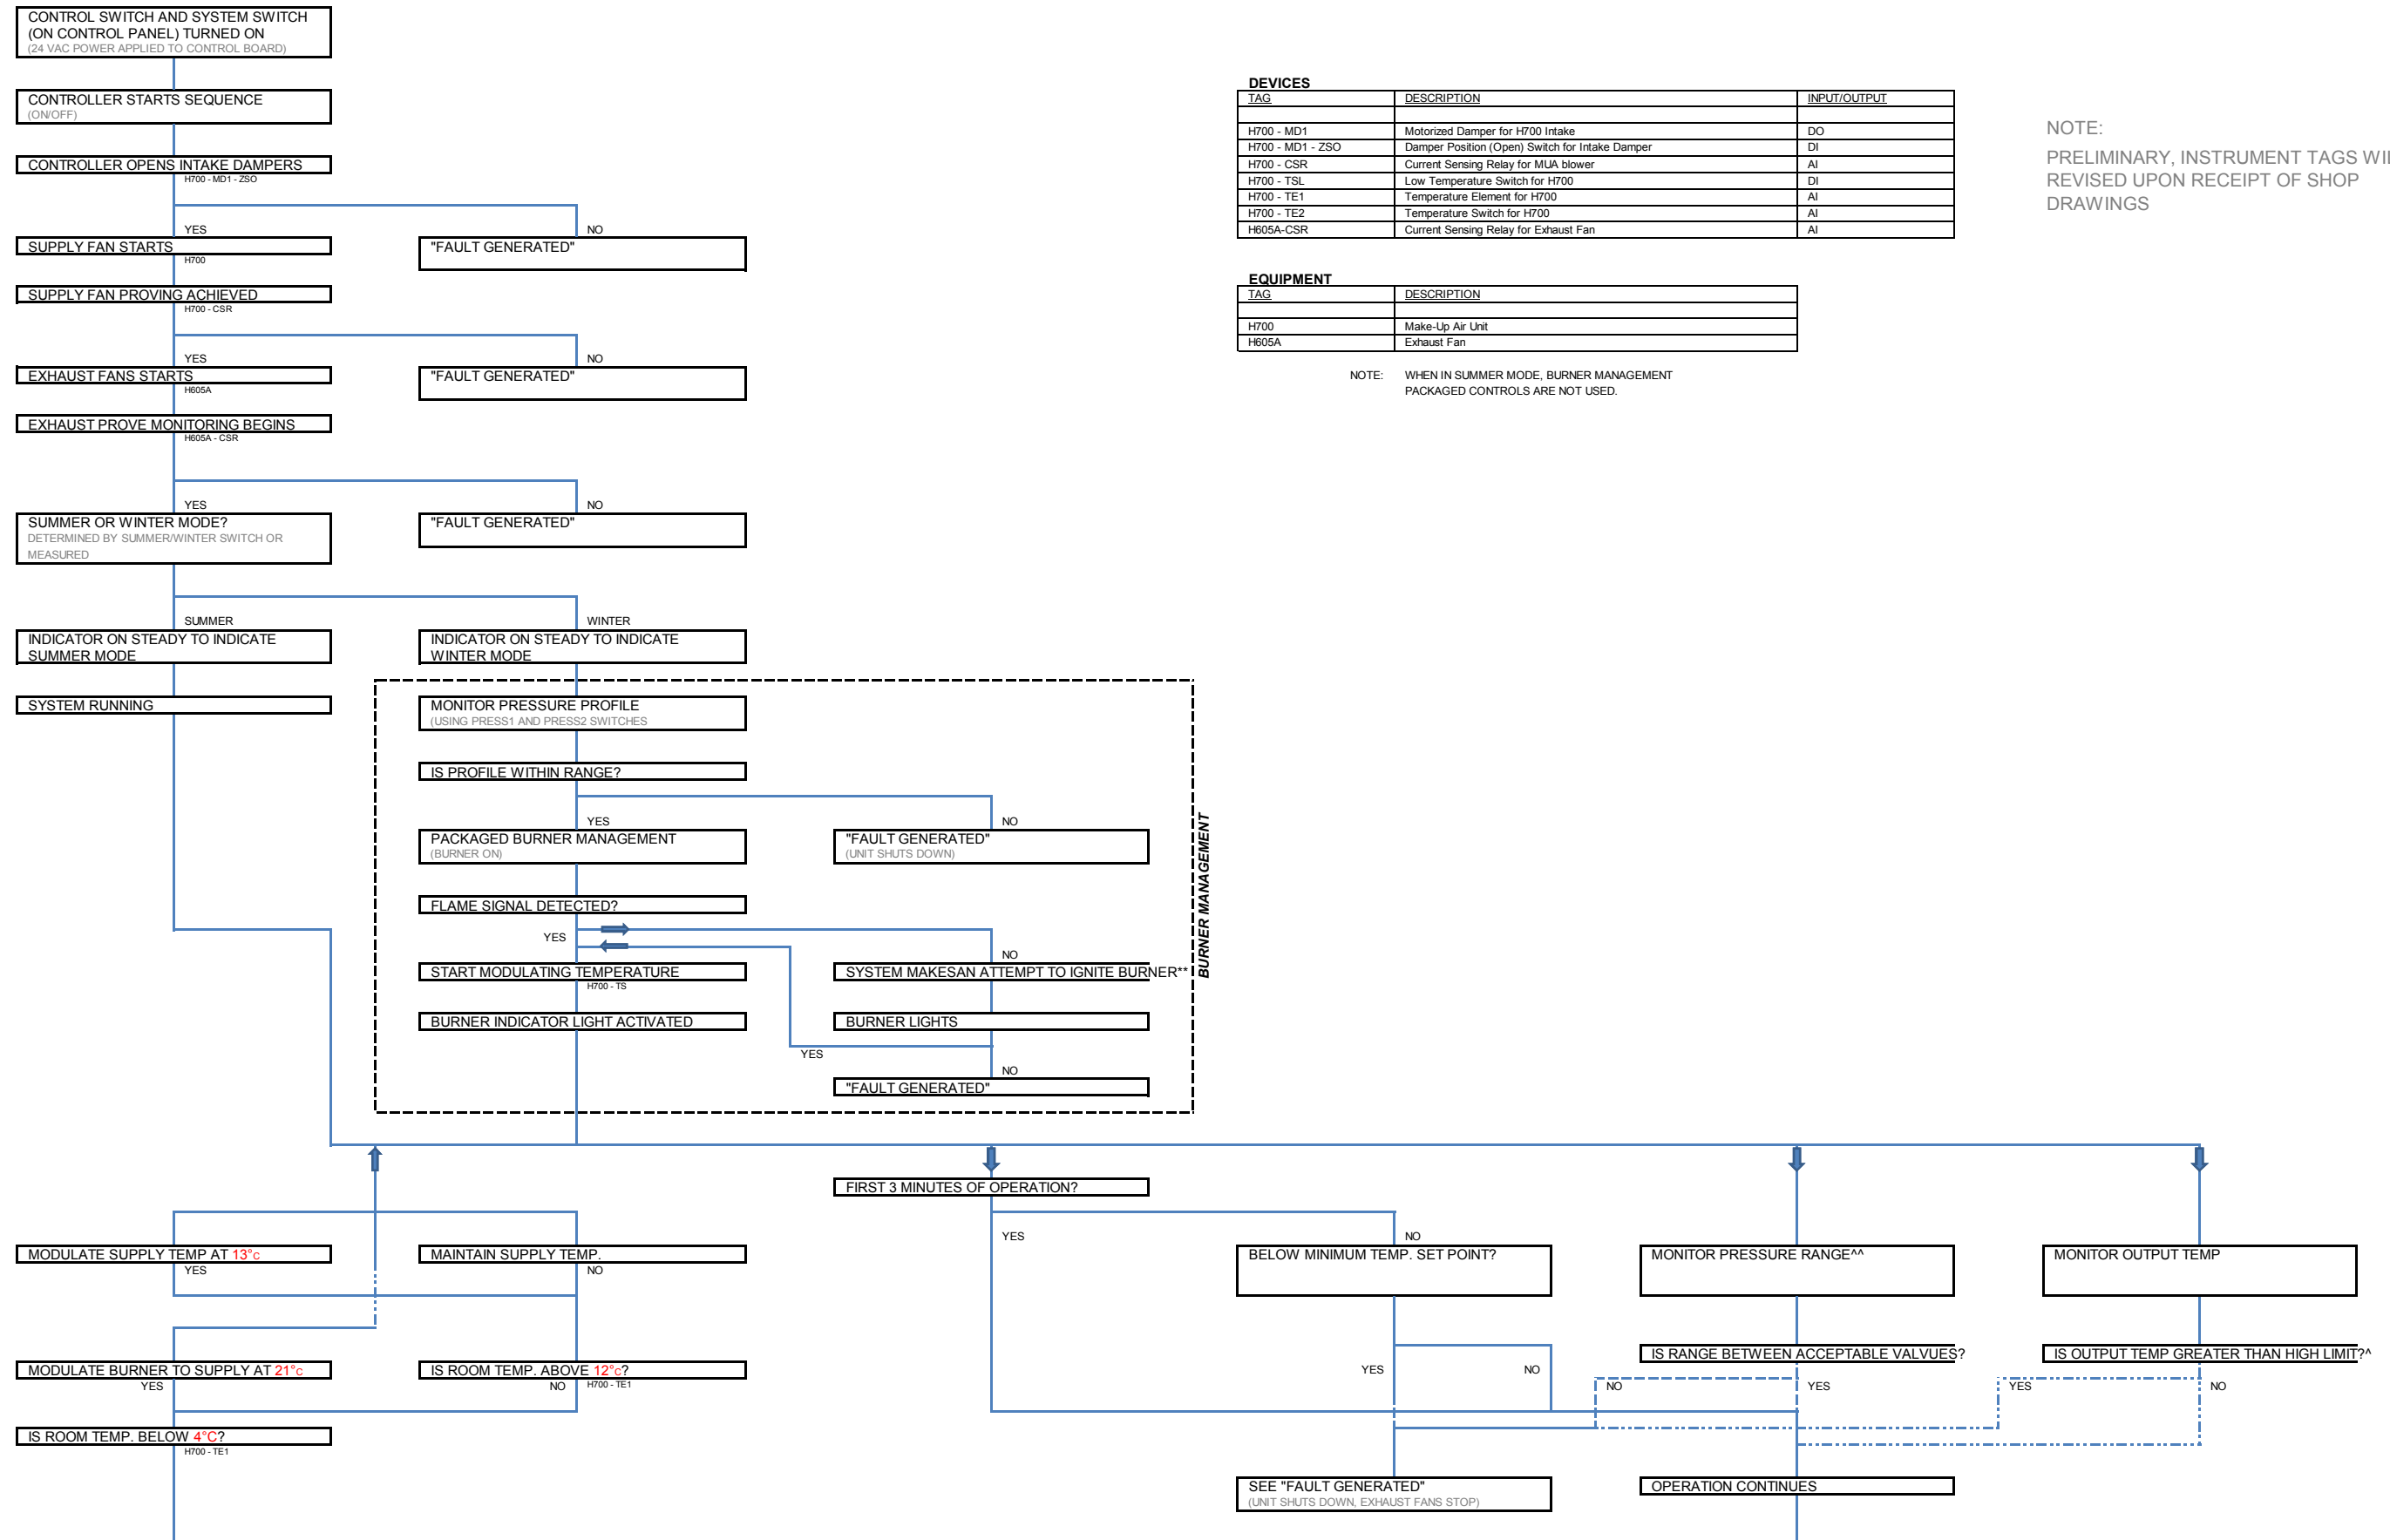 CONTROL SWITCH AND SYSTEM SWITCH
(ON CONTROL PANEL) TURNED ON
(24 VAC POWER APPLIED TO CONTROL BOARD)
CONTROLLER STARTS SEQUENCE
(ON/OFF)
CONTROLLER OPENS INTAKE DAMPERS
H700 - MD1 - ZSO
YES
NO
SUPPLY FAN STARTS
H700
"FAULT GENERATED"
SUPPLY FAN PROVING ACHIEVED
H700 - CSR
YES
NO
EXHAUST FANS STARTS
H605A
"FAULT GENERATED"
EXHAUST PROVE MONITORING BEGINS
H605A - CSR
YES
NO
SUMMER OR WINTER MODE?
DETERMINED BY SUMMER/WINTER SWITCH OR
MEASURED
"FAULT GENERATED"
DEVICES
TAG DESCRIPTION INPUT/OUTPUT
H700 - MD1 Motorized Damper for H700 Intake DO
H700 - MD1 - ZSO Damper Position (Open) Switch for Intake Damper DI
H700 - CSR Current Sensing Relay for MUA blower AI
H700 - TSL Low Temperature Switch for H700 DI
H700 - TE1 Temperature Element for H700 AI
H700 - TE2 Temperature Switch for H700 AI
H605A-CSR Current Sensing Relay for Exhaust Fan AI
EQUIPMENT
TAG DESCRIPTION
H700 Make-Up Air Unit
H605A Exhaust Fan
NOTE: WHEN IN SUMMER MODE, BURNER MANAGEMENT
PACKAGED CONTROLS ARE NOT USED.
NOTE:
PRELIMINARY, INSTRUMENT TAGS
REVISED UPON RECEIPT OF SHOP
DRAWINGS
SUMMER
WINTER
INDICATOR ON STEADY TO INDICATE
SUMMER MODE
INDICATOR ON STEADY TO INDICATE
WINTER MODE
SYSTEM RUNNING
MONITOR PRESSURE PROFILE
(USING PRESS1 AND PRESS2 SWITCHES
IS PROFILE WITHIN RANGE?
YES
NO
PACKAGED BURNER MANAGEMENT
(BURNER ON)
"FAULT GENERATED"
(UNIT SHUTS DOWN)
FLAME SIGNAL DETECTED?
YES
NO
START MODULATING TEMPERATURE
H700 - TS
SYSTEM MAKESAN ATTEMPT TO IGNITE BURNER**
BURNER INDICATOR LIGHT ACTIVATED
BURNER LIGHTS
YES
NO
"FAULT GENERATED"
BURNER MANAGEMENT
FIRST 3 MINUTES OF OPERATION?
YES
NO
MODULATE SUPPLY TEMP AT 13°c
YES
MAINTAIN SUPPLY TEMP.
NO
BELOW MINIMUM TEMP. SET POINT?
MONITOR PRESSURE RANGE^^
MONITOR OUTPUT TEMP
MODULATE BURNER TO SUPPLY AT 21°c
YES
IS ROOM TEMP. ABOVE 12°c?
NO
H700 - TE1
YES
NO
IS RANGE BETWEEN ACCEPTABLE VALVUES?
NO
YES
IS OUTPUT TEMP GREATER THAN HIGH LIMIT?^
YES
NO
IS ROOM TEMP. BELOW 4°C?
H700 - TE1
SEE "FAULT GENERATED"
(UNIT SHUTS DOWN, EXHAUST FANS STOP)
OPERATION CONTINUES